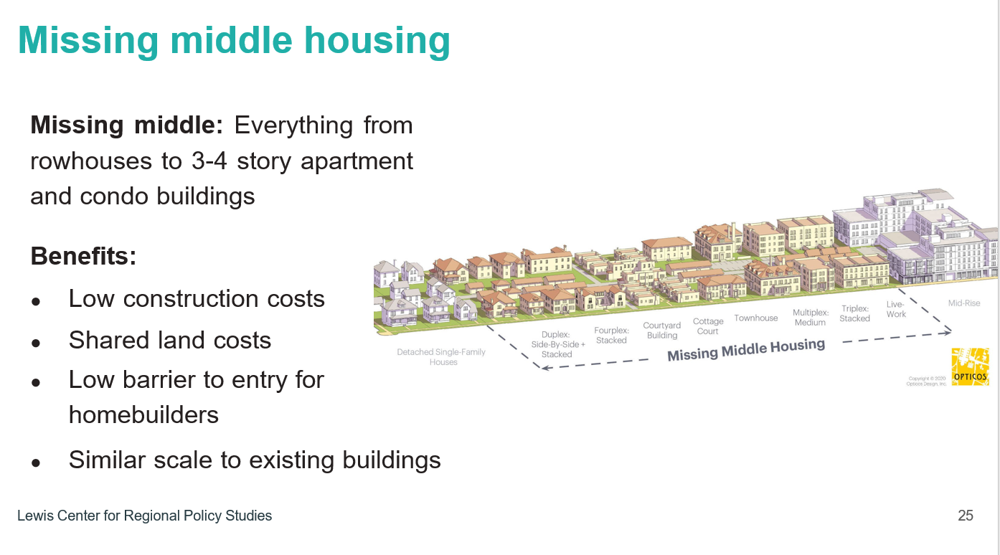 Missing middle housing
Missing middle: Everything from
rowhouses to 3-4 story apartment
and condo buildings
Benefits:
● Low construction costs
● Shared land costs
● Low barrier to entry for
homebuilders
● Similar scale to existing buildings
Detached Single-Family
Houses
Duplex:
Side-By-Side +
Stacked
Fourplex:
Stacked
Courtyard
Building
Cottage
Court
Townhouse
Multiplex:
Medium
Triplex:
Stacked
Live-
Work
Mid-Rise
Missing Middle Housing
Copyright © 2020
Opticos Design, Inc.
OPTICOS
Lewis Center for Regional Policy Studies
25